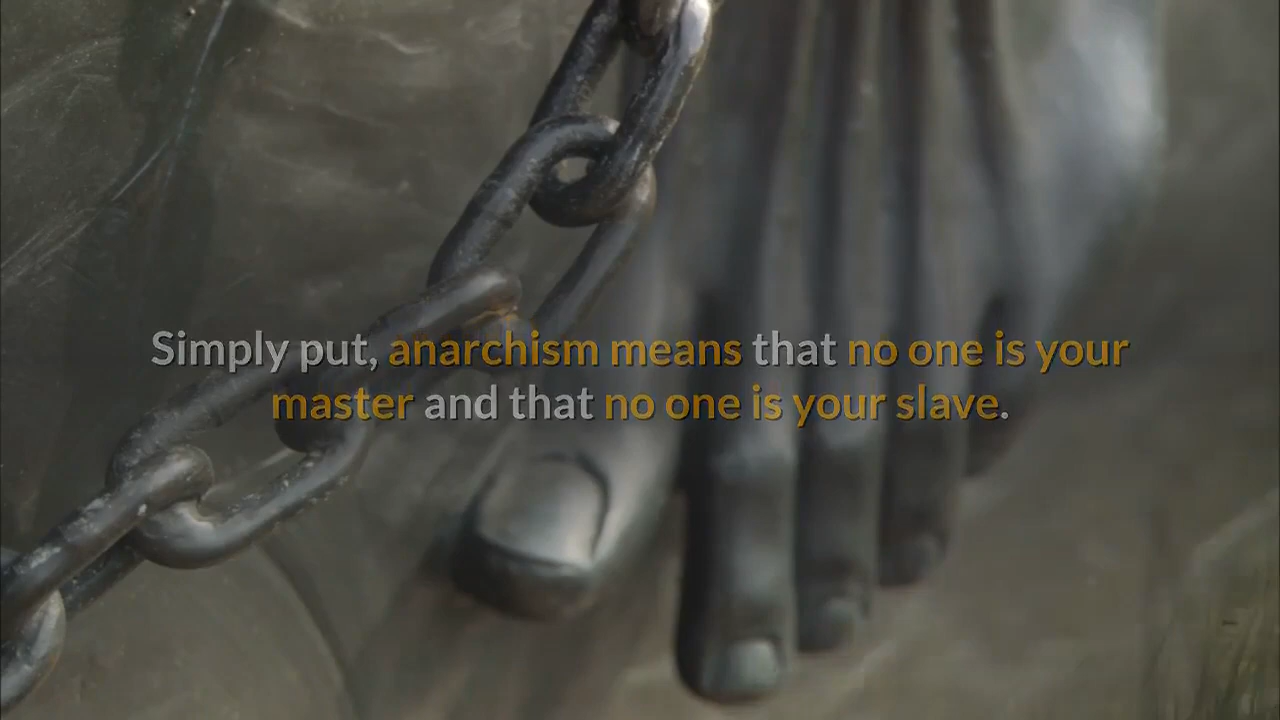 Simply put, anarchism means that no one is your
master and that no one is your slave.